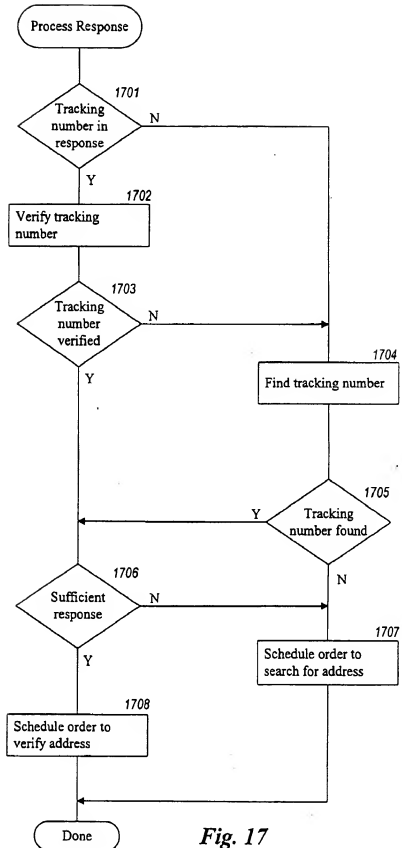 Process Response
1701
Tracking
number in
response
N
Y
1702
Verify tracking
number
1703
Tracking
number
verified
N
Y
1704
Find tracking number
1705
Tracking
number found
Y
N
1706
Sufficient
response
N
Y
1707
Schedule order to
search for address
1708
Schedule order to
verify address
Done
Fig. 17